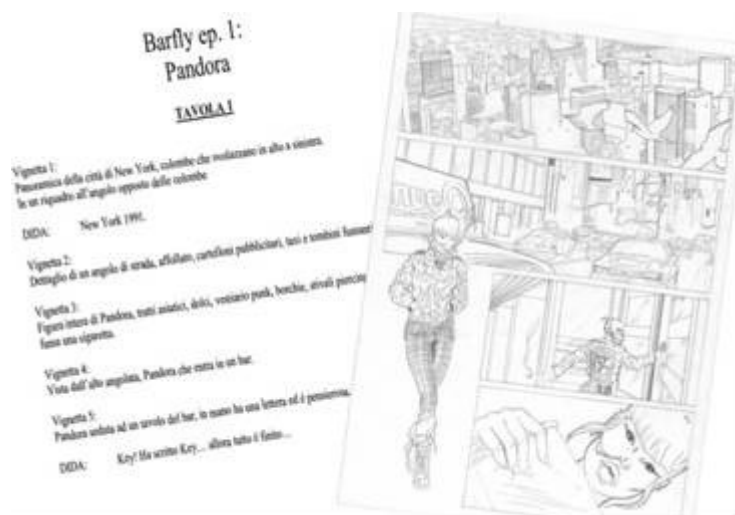 Barfly ep. 1:
Pandora
TAVOLA 1
Vignetta 1:
Panoramica della città di New York, colombe che svolazzano in alto a sinistra.
In un riquadro all'angolo opposto delle colombe
DIDA: New York 1991.
Vignetta 2:
Dettaglio di un angolo di strada, affollato, cartelloni pubblicitari, taxi e tombini fumanti
Vignetta 3:
Figura intera di Pandora, tratti asiatici, dolci, vestiario punk, borchie, stivali piercing
fuma una sigaretta.
Vignetta 4:
Vista dall'alto angolata, Pandora che entra in un bar.
Vignetta 5:
Pandora seduta ad un tavolo del bar, in mano ha una lettera ed è pensierosa.
DIDA: Key! Ha scritto Key... allora tutto è finito...